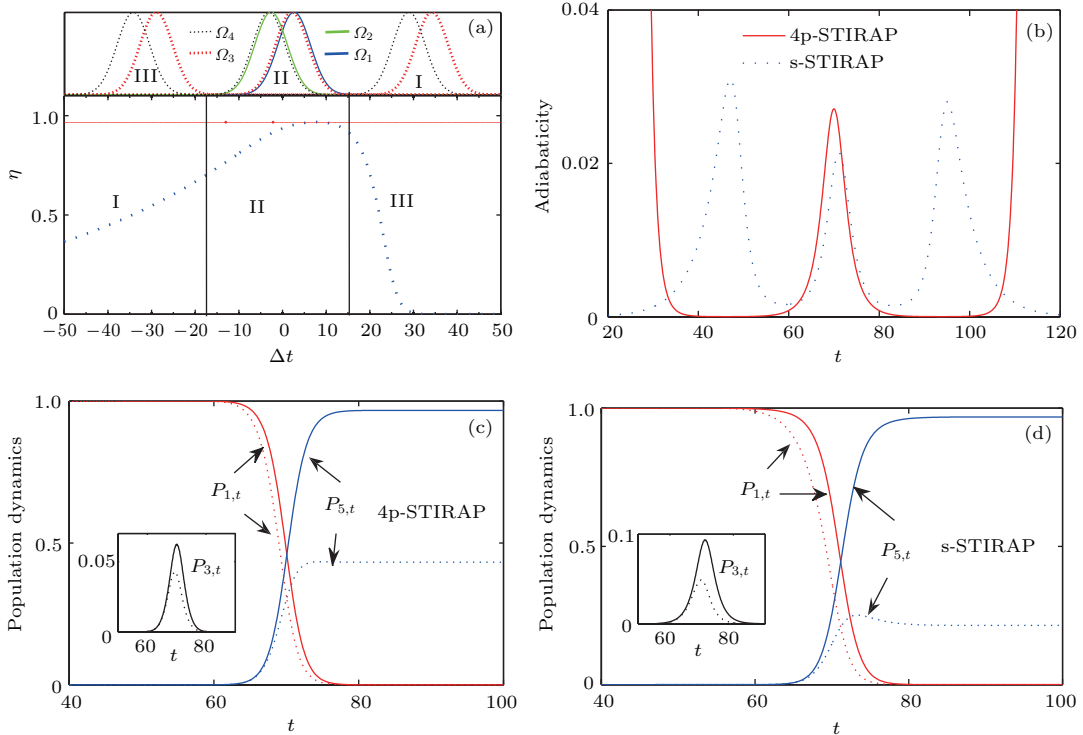 Ω4 Ω2 (a)
Ω3 Ω1
III II I
1.0
η
0.5
0
I II III
−50 −40 −30 −20 −10 0 10 20 30 40 50
Δt
0.04
0.02
0
Adiabaticity
4p-STIRAP
s-STIRAP
(b)
20 40 60 80 100 120
t
1.0
0.5
0
Population dynamics
(c)
P1,t
P5,t
4p-STIRAP
0.05
0
P3,t
60 80
t
40 60 80 100
t
1.0
0.5
0
Population dynamics
(d)
P1,t
P5,t
s-STIRAP
0.1
0
P3,t
60 80
t
40 60 80 100
t